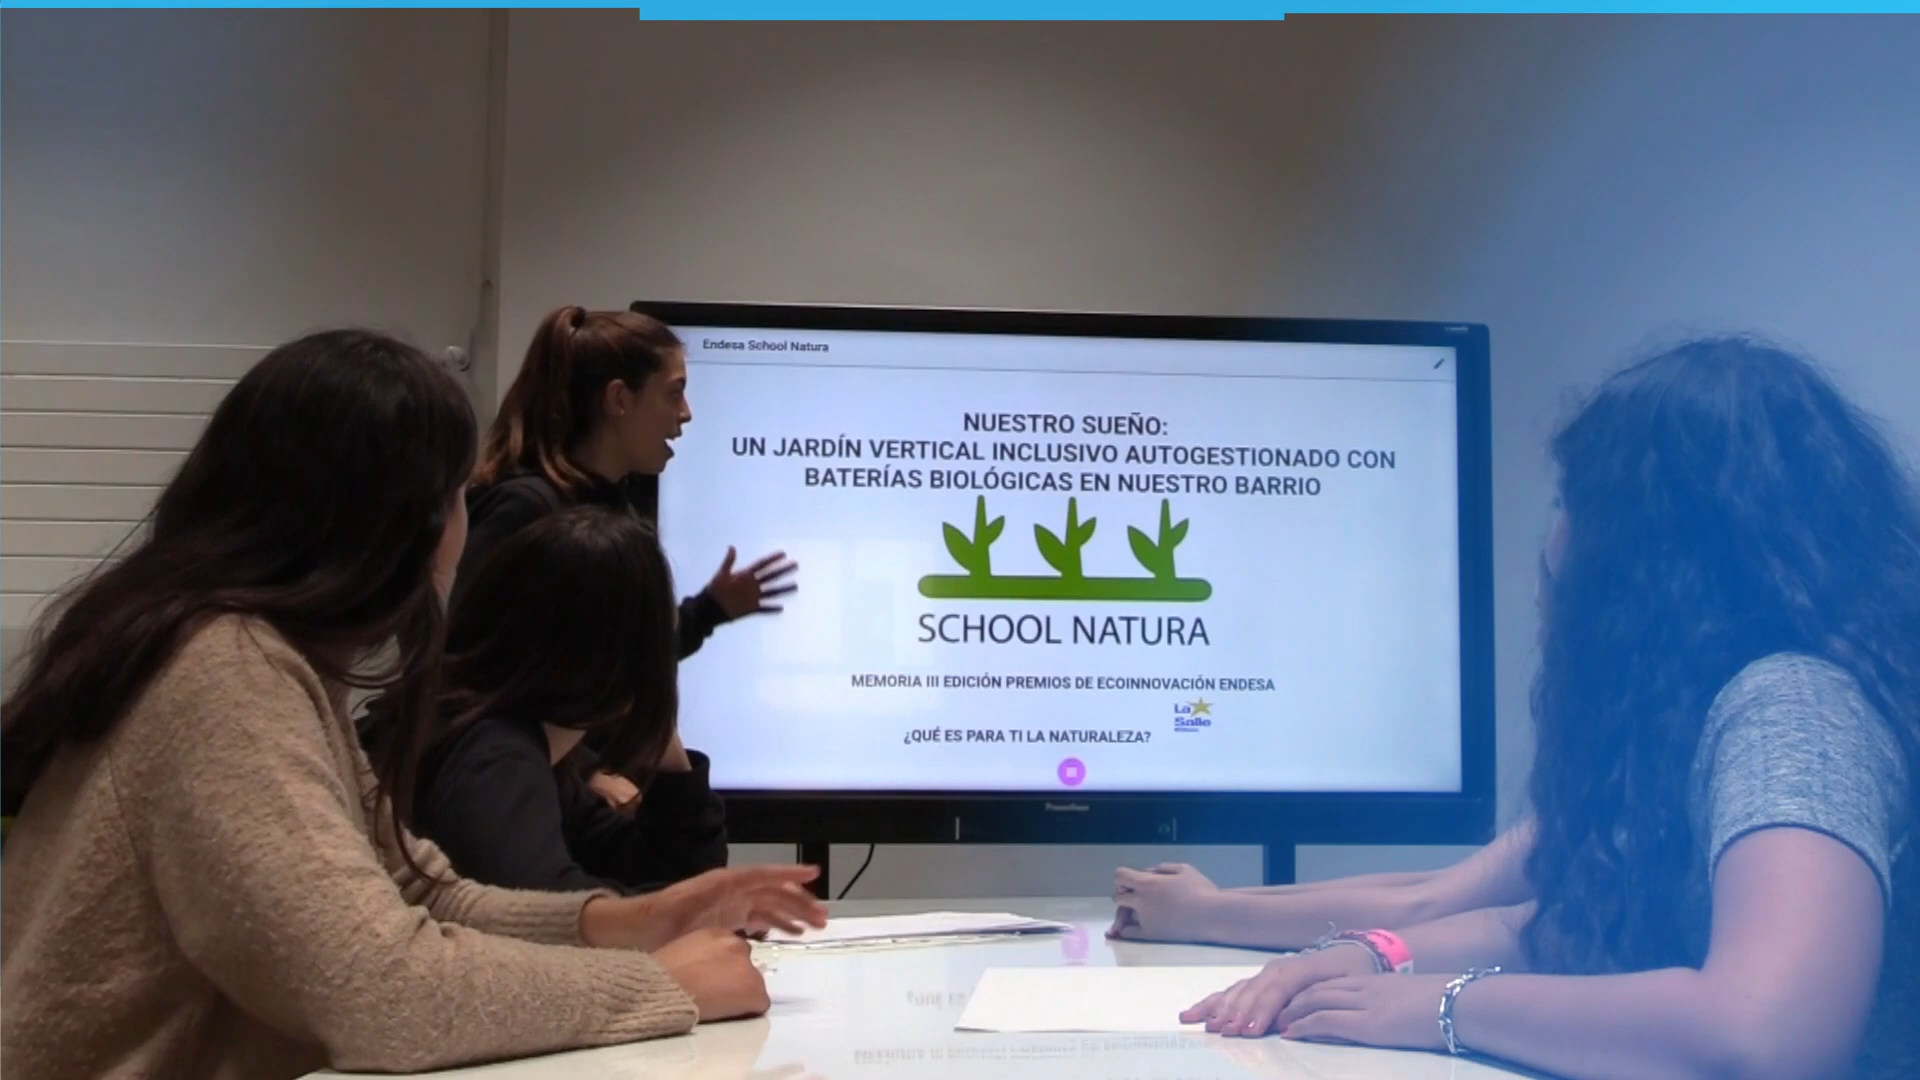 Endesa School Natura
NUESTRO SUEÑO:
UN JARDÍN VERTICAL INCLUSIVO AUTOGESTIONADO CON
BATERÍAS BIOLÓGICAS EN NUESTRO BARRIO
SCHOOL NATURA
MEMORIA III EDICIÓN PREMIOS DE ECOINNOVACIÓN ENDESA
La
Salle
¿QUÉ ES PARA TI LA NATURALEZA?
Promethean